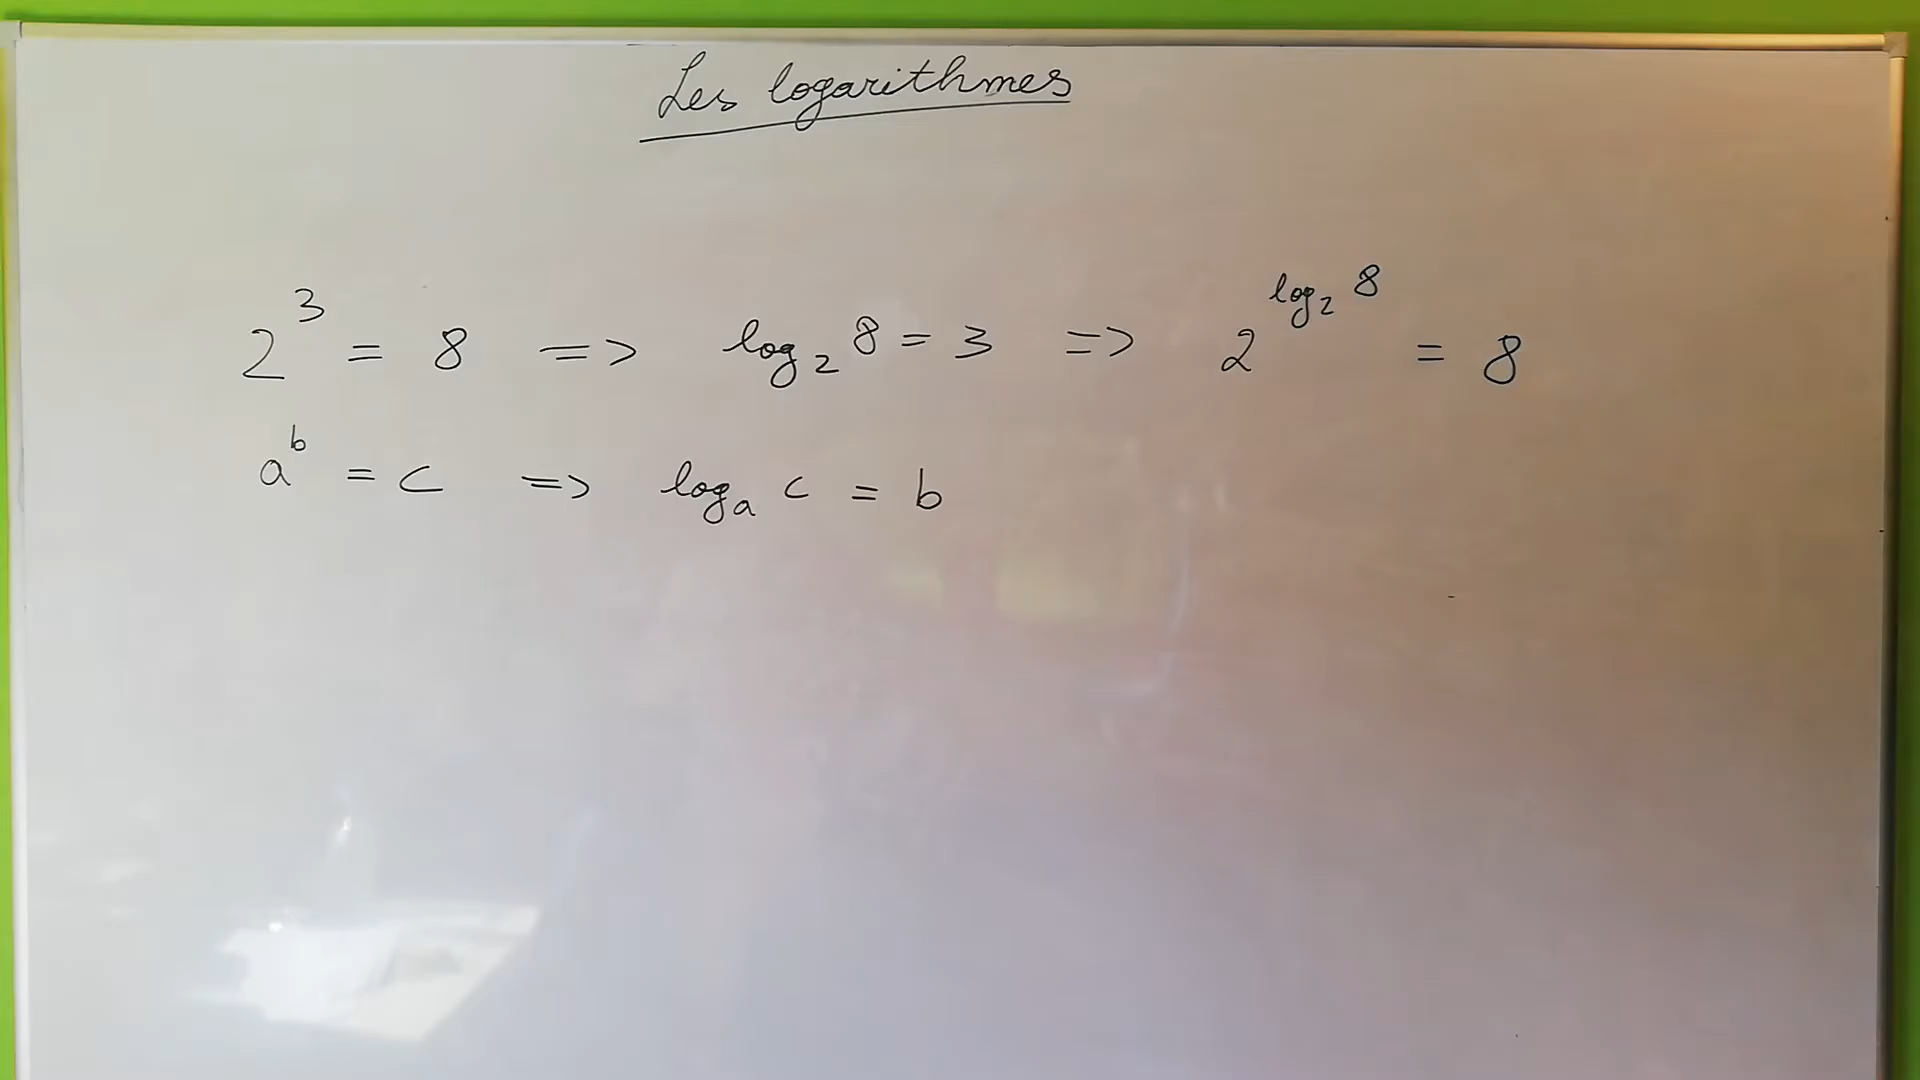 Les logarithmes
2^3 = 8 => log_2 8 = 3 => 2^{log_2 8} = 8
a^b = c => log_a c = b